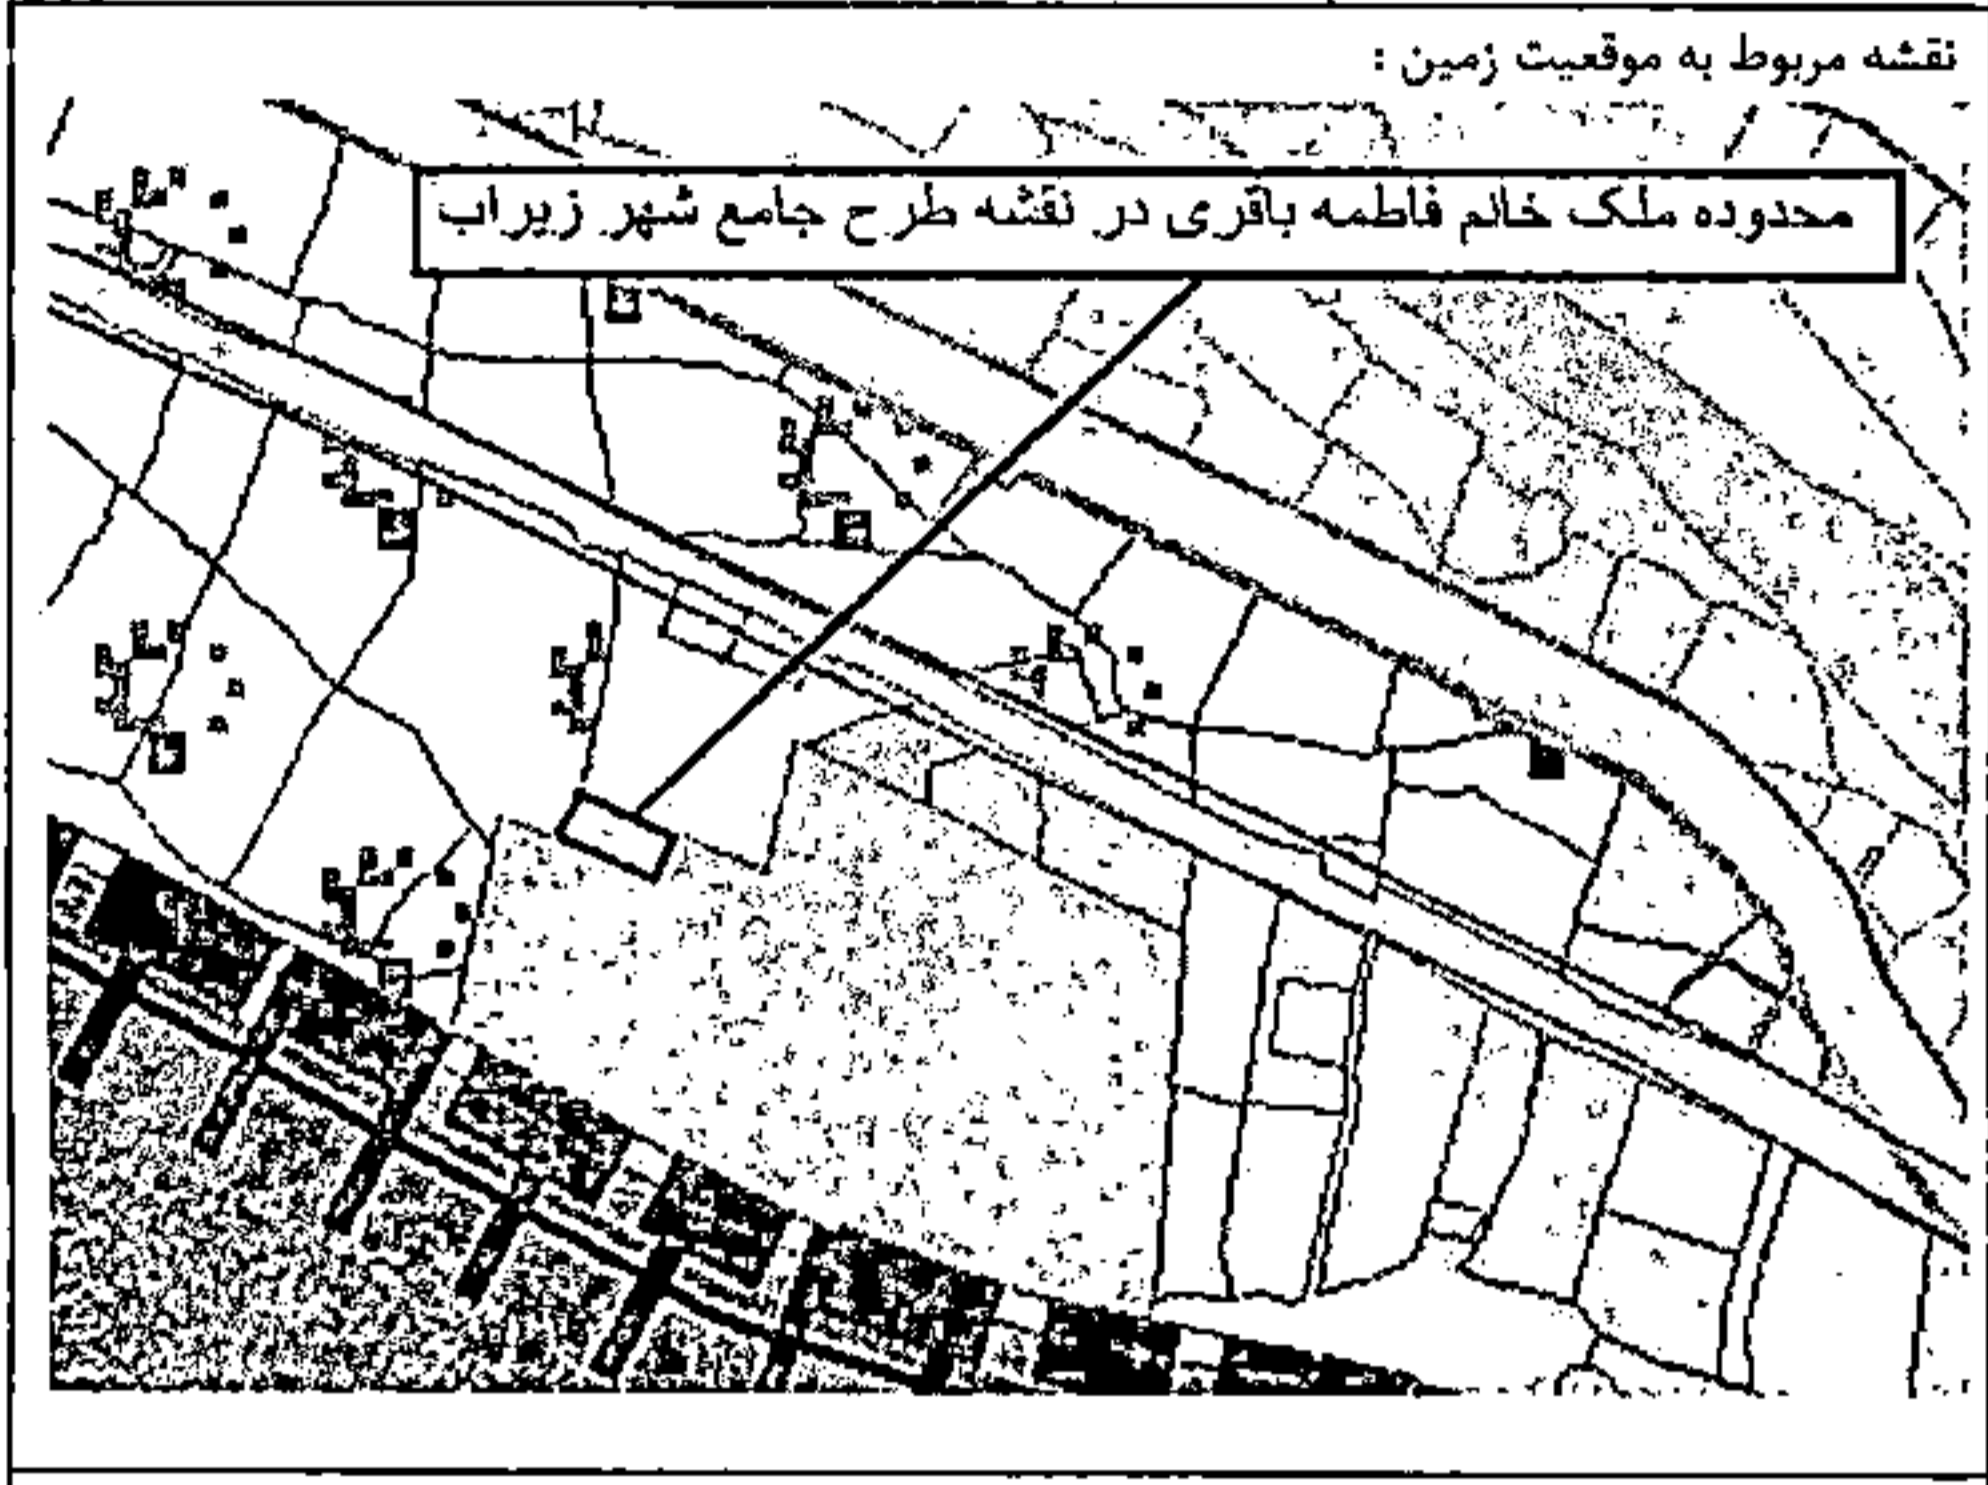 نقشه مربوط به موقعیت زمین :
محدوده ملک خانم فاطمه باقری در نقشه طرح جامع شهر زیراب